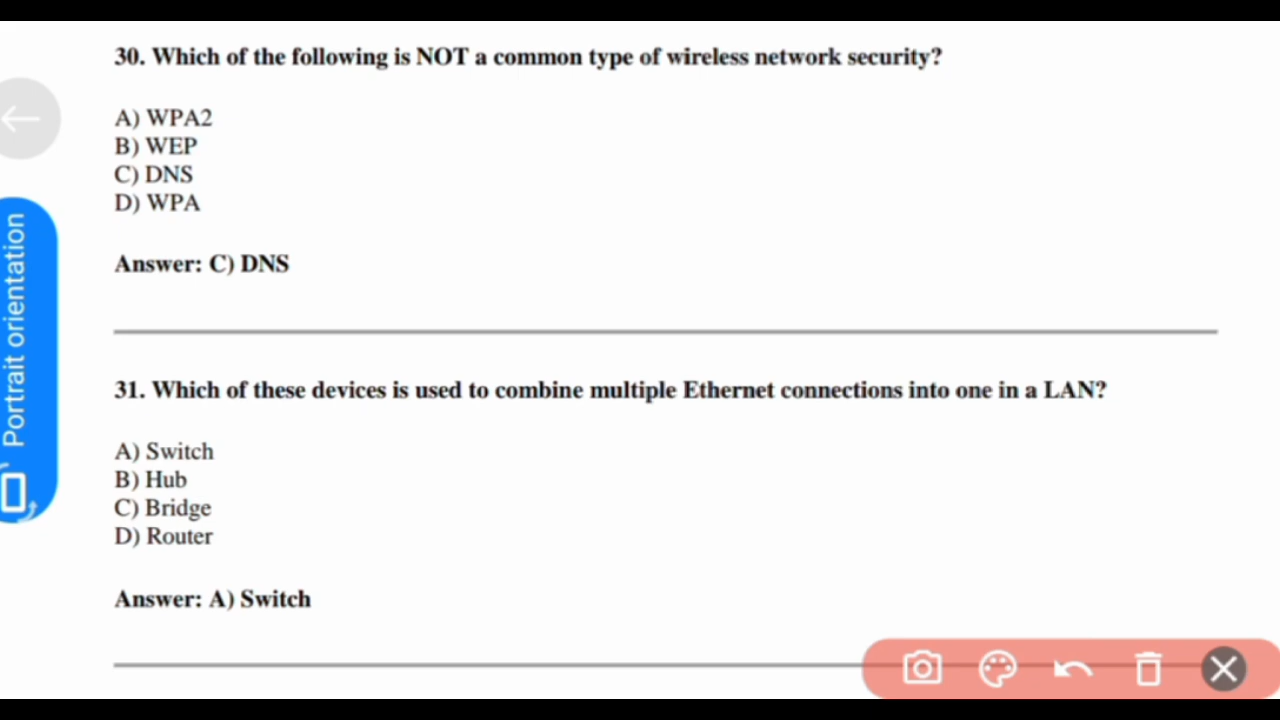 30. Which of the following is NOT a common type of wireless network security?
A) WPA2
B) WEP
C) DNS
D) WPA
Answer: C) DNS
31. Which of these devices is used to combine multiple Ethernet connections into one in a LAN?
A) Switch
B) Hub
C) Bridge
D) Router
Answer: A) Switch
Portrait orientation